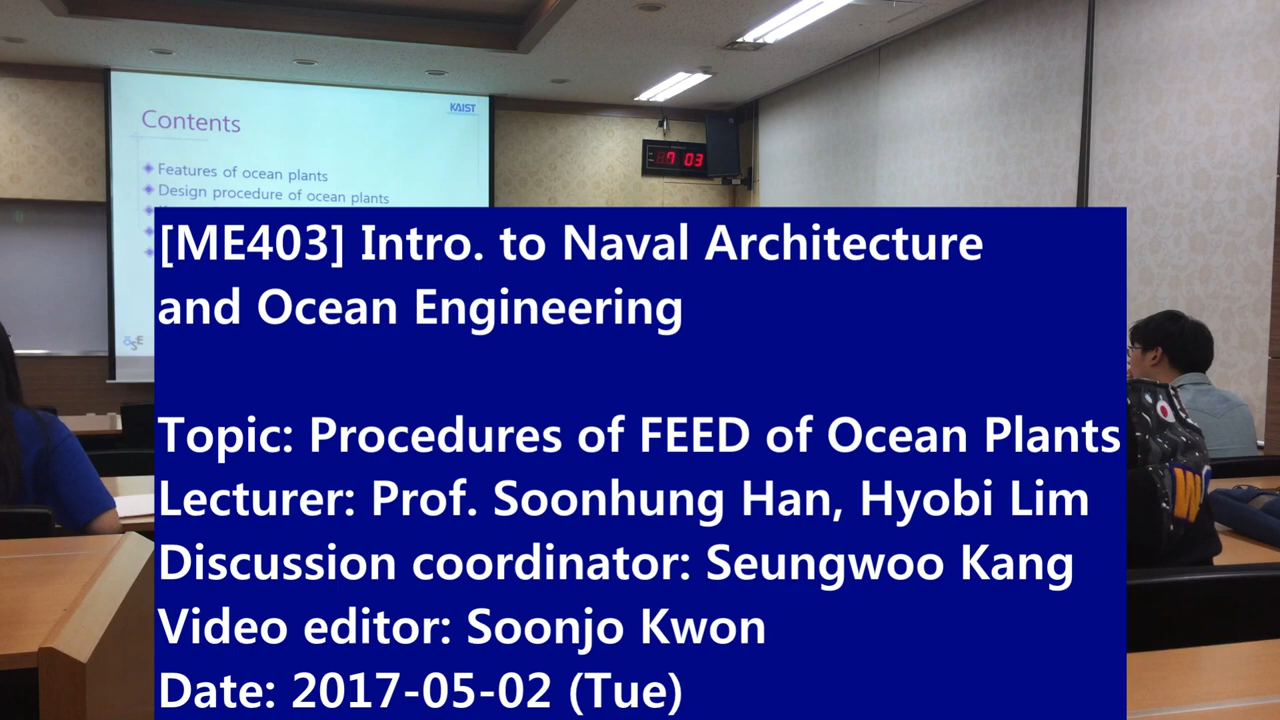 KAIST
Contents
Features of ocean plants
Design procedure of ocean plants
7 03
[ME403] Intro. to Naval Architecture
and Ocean Engineering
Topic: Procedures of FEED of Ocean Plants
Lecturer: Prof. Soonhung Han, Hyobi Lim
Discussion coordinator: Seungwoo Kang
Video editor: Soonjo Kwon
Date: 2017-05-02 (Tue)